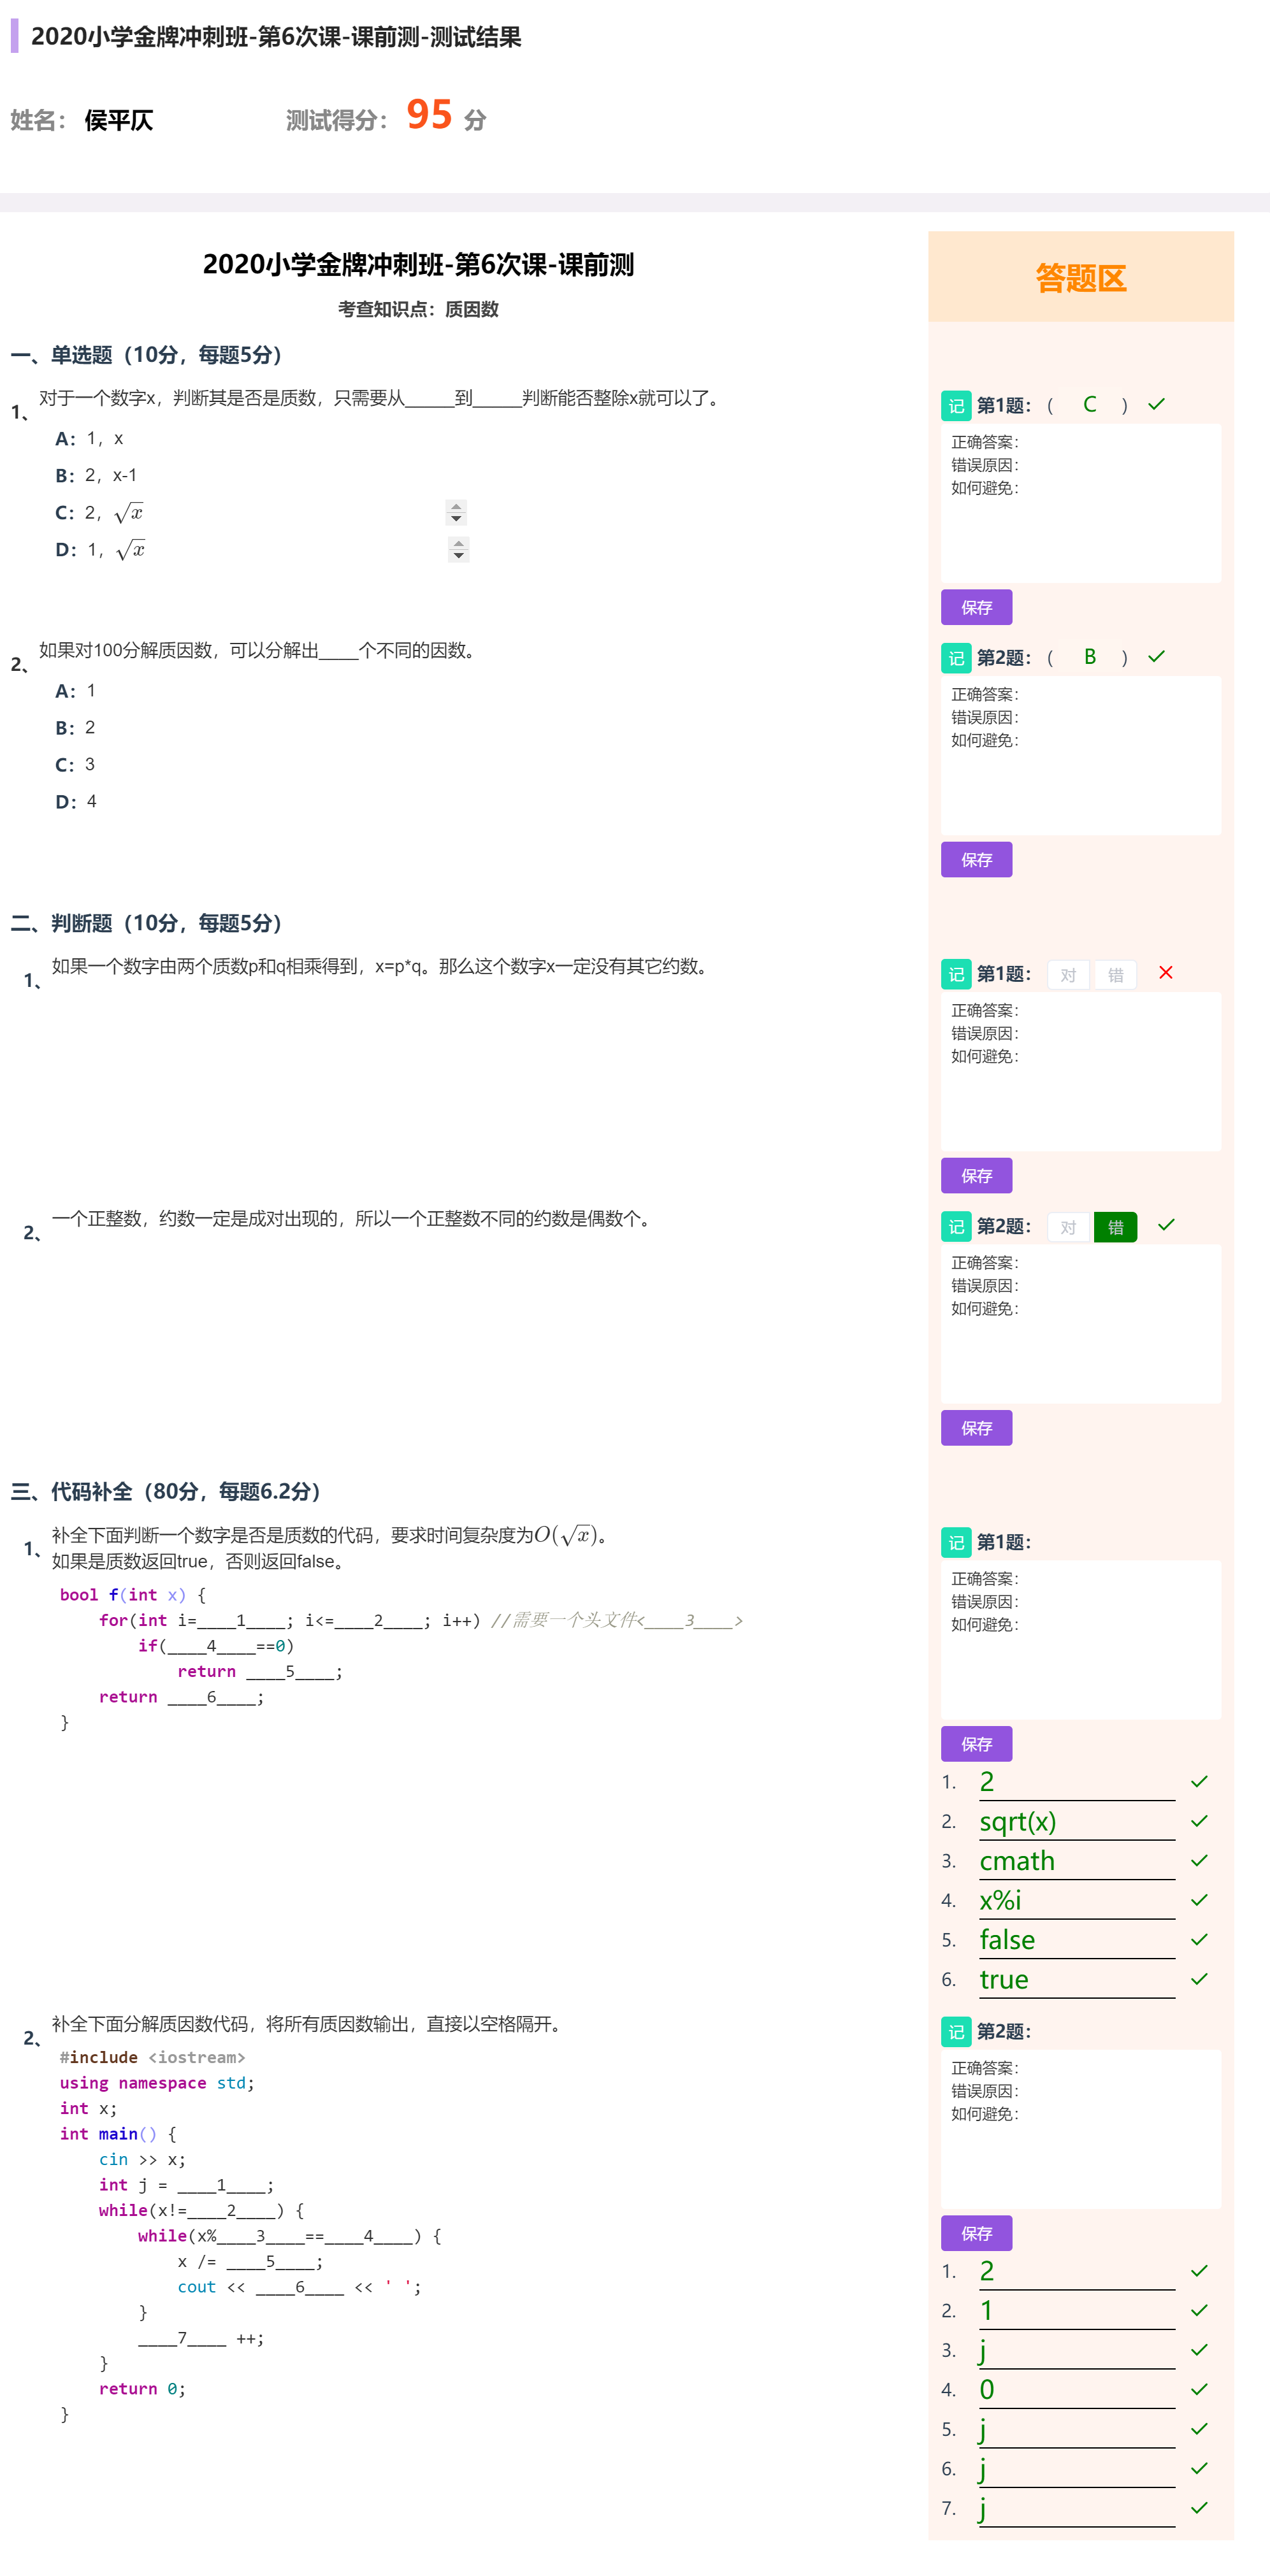 2020小学金牌冲刺班-第6次课-课前测-测试结果
姓名： 侯平仄 测试得分： 95 分
2020小学金牌冲刺班-第6次课-课前测
考查知识点：质因数
一、单选题（10分，每题5分）
1、 对于一个数字x，判断其是否是质数，只需要从_____到_____判断能否整除x就可以了。
A：1，x
B：2，x-1
C：2，√x
D：1，√x
2、 如果对100分解质因数，可以分解出____个不同的因数。
A：1
B：2
C：3
D：4
二、判断题（10分，每题5分）
1、 如果一个数字由两个质数p和q相乘得到，x=p*q。那么这个数字x一定没有其它约数。
2、 一个正整数，约数一定是成对出现的，所以一个正整数不同的约数是偶数个。
三、代码补全（80分，每题6.2分）
1、 补全下面判断一个数字是否是质数的代码，要求时间复杂度为O(√x)。
如果是质数返回true，否则返回false。
bool f(int x) {
for(int i=____1____; i<=____2____; i++) //需要一个头文件<____3____>
if(____4____==0)
return ____5____;
return ____6____;
}
2、 补全下面分解质因数代码，将所有质因数输出，直接以空格隔开。
#include <iostream>
using namespace std;
int x;
int main() {
cin >> x;
int j = ____1____;
while(x!=____2____) {
while(x%____3____==____4____) {
x /= ____5____;
cout << ____6____ << ' ';
}
____7____ ++;
}
return 0;
}
答题区
记 第1题： （ C ） ✓
正确答案：
错误原因：
如何避免：
保存
记 第2题： （ B ） ✓
正确答案：
错误原因：
如何避免：
保存
记 第1题： 对 错 ×
正确答案：
错误原因：
如何避免：
保存
记 第2题： 对 错 ✓
正确答案：
错误原因：
如何避免：
保存
记 第1题：
正确答案：
错误原因：
如何避免：
保存
1. 2 ✓
2. sqrt(x) ✓
3. cmath ✓
4. x%i ✓
5. false ✓
6. true ✓
记 第2题：
正确答案：
错误原因：
如何避免：
保存
1. 2 ✓
2. 1 ✓
3. j ✓
4. 0 ✓
5. j ✓
6. j ✓
7. j ✓